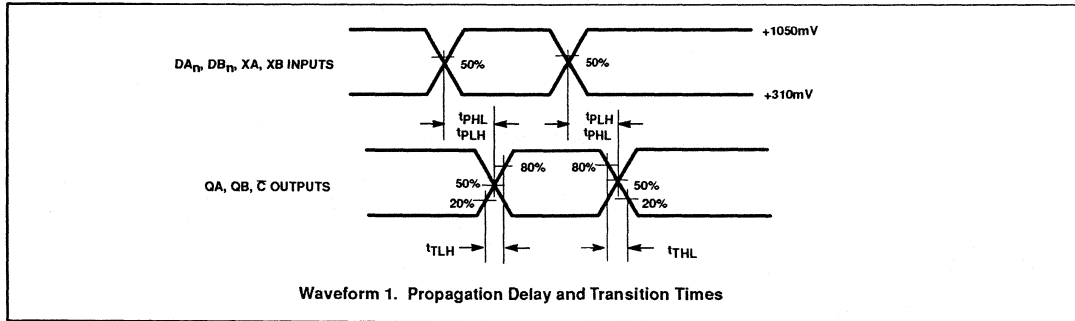 +1050mV
DAn, DBn, XA, XB INPUTS
50%
50%
+310mV
tPHL
tPLH
tPLH
tPHL
80%
80%
QA, QB, C̅ OUTPUTS
50%
50%
20%
20%
tTLH
tTHL
Waveform 1. Propagation Delay and Transition Times